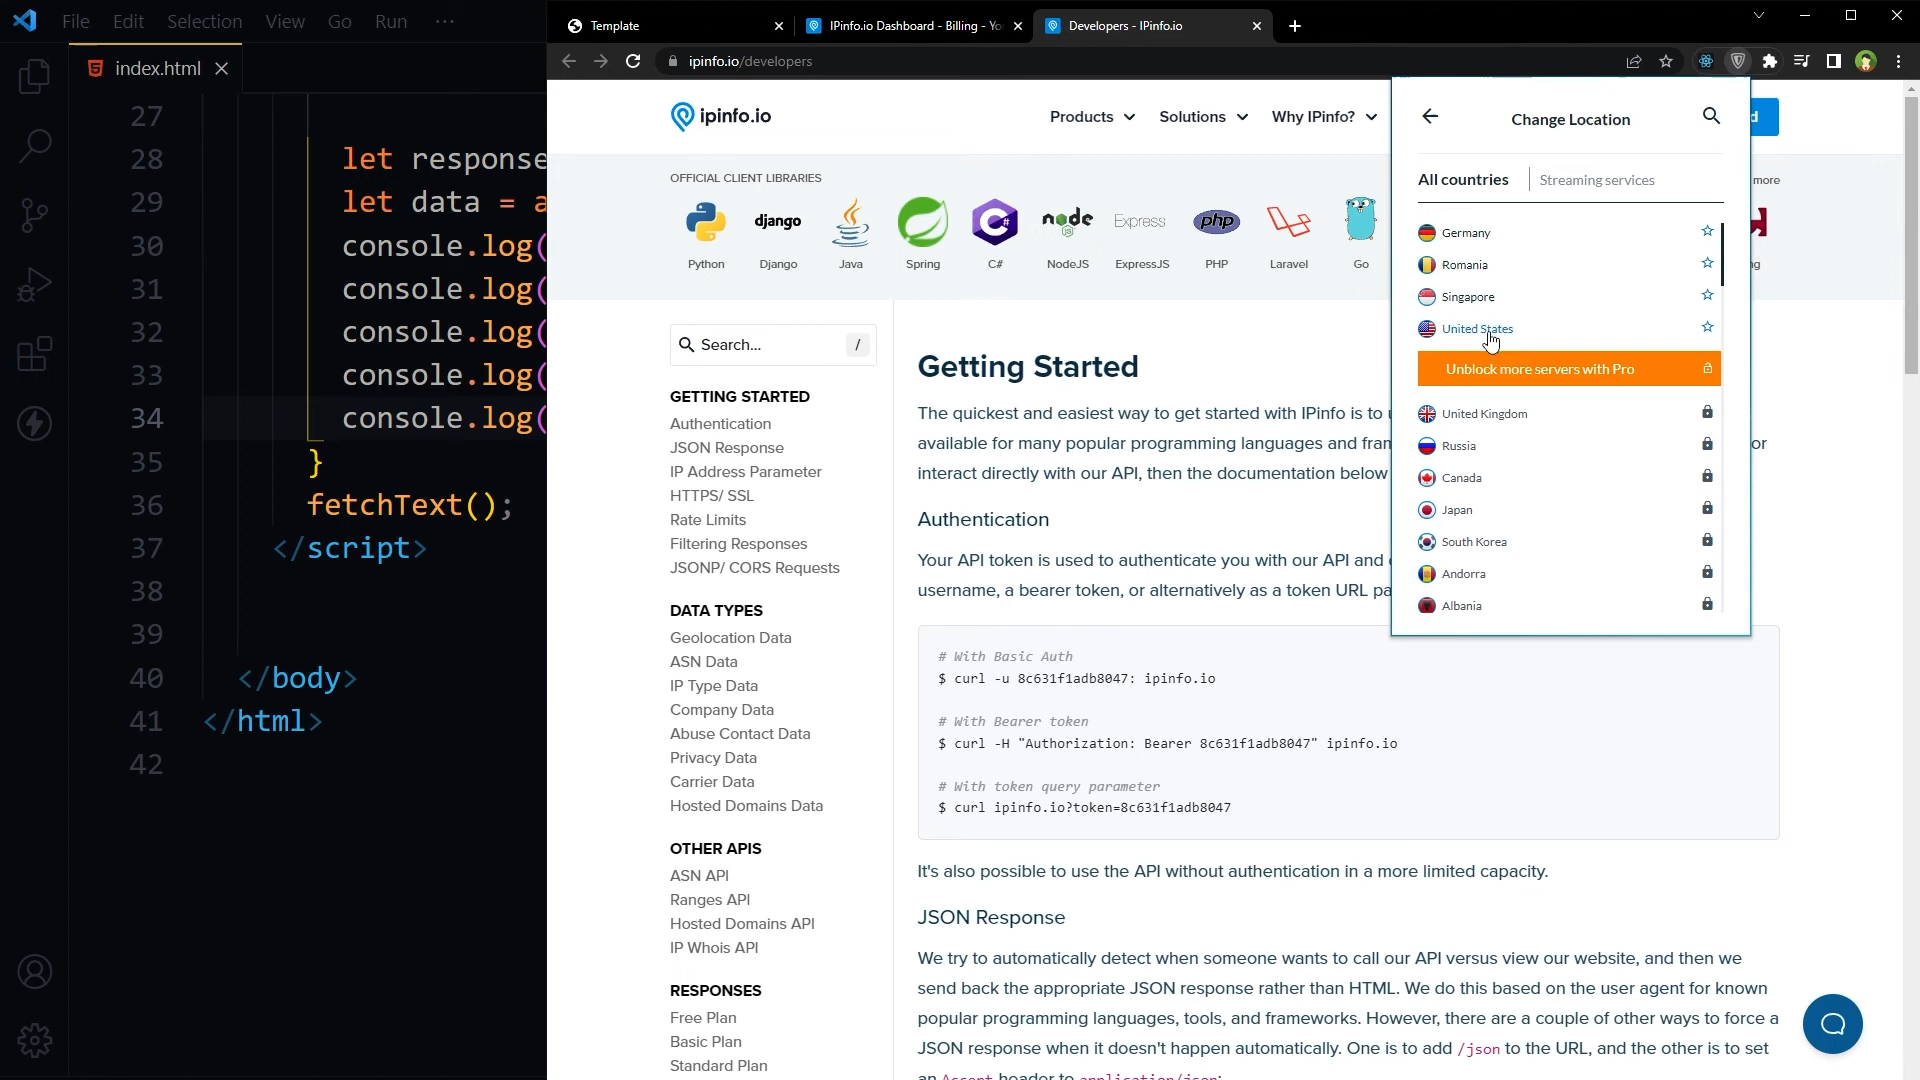 File Edit Selection View Go Run ...
index.html
27
28 let response
29 let data = a
30 console.log(
31 console.log(
32 console.log(
33 console.log(
34 console.log(
35 }
36 fetchText();
37 </script>
38
39
40 </body>
41 </html>
42
Template
IPinfo.io Dashboard - Billing - Yo
Developers - IPinfo.io
ipinfo.io/developers
ipinfo.io
Products
Solutions
Why IPinfo?
d
OFFICIAL CLIENT LIBRARIES
more
django
node
Express
php
Python
Django
Java
Spring
C#
NodeJS
ExpressJS
PHP
Laravel
Go
Search...
/
GETTING STARTED
Authentication
JSON Response
IP Address Parameter
HTTPS/ SSL
Rate Limits
Filtering Responses
JSONP/ CORS Requests
DATA TYPES
Geolocation Data
ASN Data
IP Type Data
Company Data
Abuse Contact Data
Privacy Data
Carrier Data
Hosted Domains Data
OTHER APIS
ASN API
Ranges API
Hosted Domains API
IP Whois API
RESPONSES
Free Plan
Basic Plan
Standard Plan
Getting Started
The quickest and easiest way to get started with IPinfo is to
available for many popular programming languages and fran or
interact directly with our API, then the documentation below
Authentication
Your API token is used to authenticate you with our API and
username, a bearer token, or alternatively as a token URL pa
# With Basic Auth
$ curl -u 8c631f1adb8047: ipinfo.io
# With Bearer token
$ curl -H "Authorization: Bearer 8c631f1adb8047" ipinfo.io
# With token query parameter
$ curl ipinfo.io?token=8c631f1adb8047
It's also possible to use the API without authentication in a more limited capacity.
JSON Response
We try to automatically detect when someone wants to call our API versus view our website, and then we
send back the appropriate JSON response rather than HTML. We do this based on the user agent for known
popular programming languages, tools, and frameworks. However, there are a couple of other ways to force a
JSON response when it doesn't happen automatically. One is to add /json to the URL, and the other is to set
an Accept header to application/json:
Change Location
All countries
Streaming services
Germany
Romania
Singapore
United States
Unblock more servers with Pro
United Kingdom
Russia
Canada
Japan
South Korea
Andorra
Albania